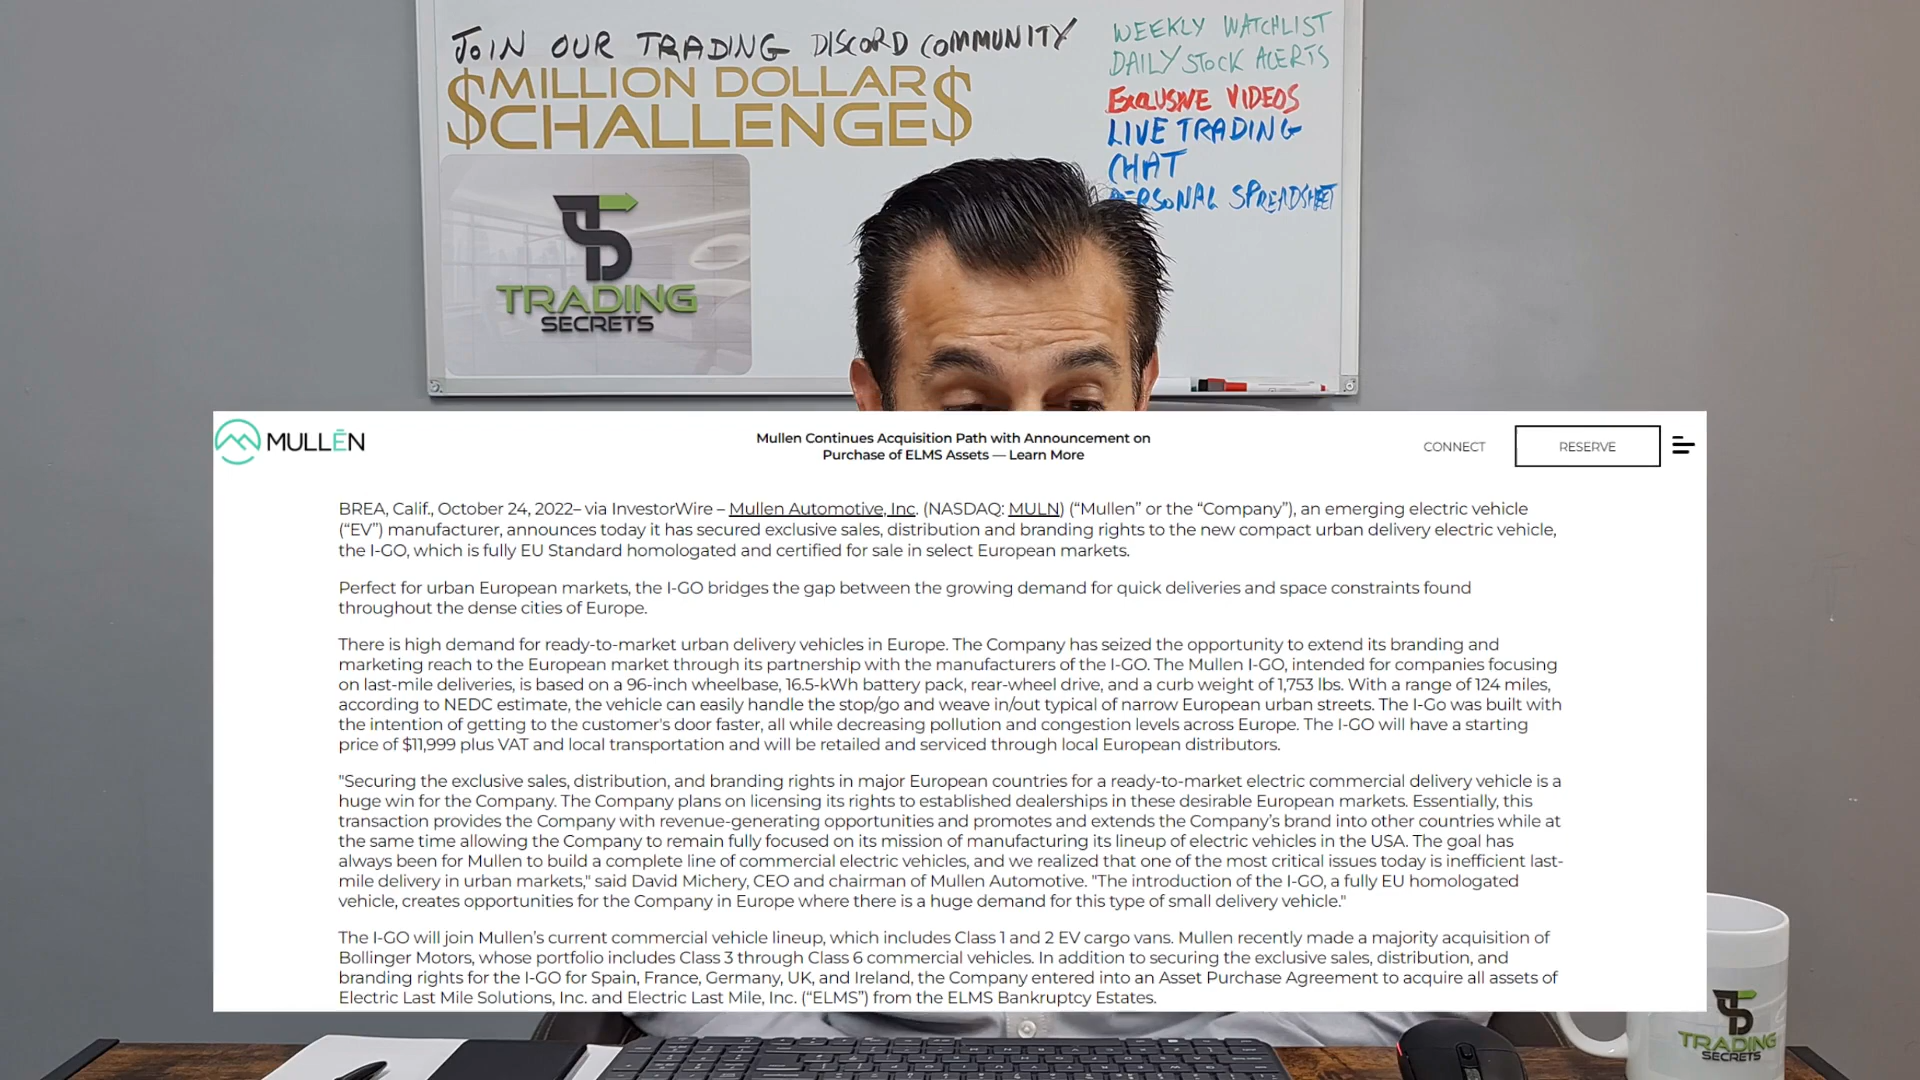 JOIN OUR TRADING DISCORD COMMUNITY
$MILLION DOLLAR$
CHALLENGE
WEEKLY WATCHLIST
DAILY STOCK ALERTS
EXCLUSIVE VIDEOS
LIVE TRADING
CHAT
PERSONAL SPREADSHEET
TRADING
SECRETS
MULLĒN
Mullen Continues Acquisition Path with Announcement on
Purchase of ELMS Assets — Learn More
CONNECT
RESERVE
BREA, Calif., October 24, 2022– via InvestorWire – Mullen Automotive, Inc. (NASDAQ: MULN) (“Mullen” or the “Company”), an emerging electric vehicle
(“EV”) manufacturer, announces today it has secured exclusive sales, distribution and branding rights to the new compact urban delivery electric vehicle,
the I-GO, which is fully EU Standard homologated and certified for sale in select European markets.
Perfect for urban European markets, the I-GO bridges the gap between the growing demand for quick deliveries and space constraints found
throughout the dense cities of Europe.
There is high demand for ready-to-market urban delivery vehicles in Europe. The Company has seized the opportunity to extend its branding and
marketing reach to the European market through its partnership with the manufacturers of the I-GO. The Mullen I-GO, intended for companies focusing
on last-mile deliveries, is based on a 96-inch wheelbase, 16.5-kWh battery pack, rear-wheel drive, and a curb weight of 1,753 lbs. With a range of 124 miles,
according to NEDC estimate, the vehicle can easily handle the stop/go and weave in/out typical of narrow European urban streets. The I-Go was built with
the intention of getting to the customer's door faster, all while decreasing pollution and congestion levels across Europe. The I-GO will have a starting
price of $11,999 plus VAT and local transportation and will be retailed and serviced through local European distributors.
"Securing the exclusive sales, distribution, and branding rights in major European countries for a ready-to-market electric commercial delivery vehicle is a
huge win for the Company. The Company plans on licensing its rights to established dealerships in these desirable European markets. Essentially, this
transaction provides the Company with revenue-generating opportunities and promotes and extends the Company’s brand into other countries while at
the same time allowing the Company to remain fully focused on its mission of manufacturing its lineup of electric vehicles in the USA. The goal has
always been for Mullen to build a complete line of commercial electric vehicles, and we realized that one of the most critical issues today is inefficient last-
mile delivery in urban markets," said David Michery, CEO and chairman of Mullen Automotive. "The introduction of the I-GO, a fully EU homologated
vehicle, creates opportunities for the Company in Europe where there is a huge demand for this type of small delivery vehicle."
The I-GO will join Mullen’s current commercial vehicle lineup, which includes Class 1 and 2 EV cargo vans. Mullen recently made a majority acquisition of
Bollinger Motors, whose portfolio includes Class 3 through Class 6 commercial vehicles. In addition to securing the exclusive sales, distribution, and
branding rights for the I-GO for Spain, France, Germany, UK, and Ireland, the Company entered into an Asset Purchase Agreement to acquire all assets of
Electric Last Mile Solutions, Inc. and Electric Last Mile, Inc. (“ELMS”) from the ELMS Bankruptcy Estates.
TRADING
SECRETS